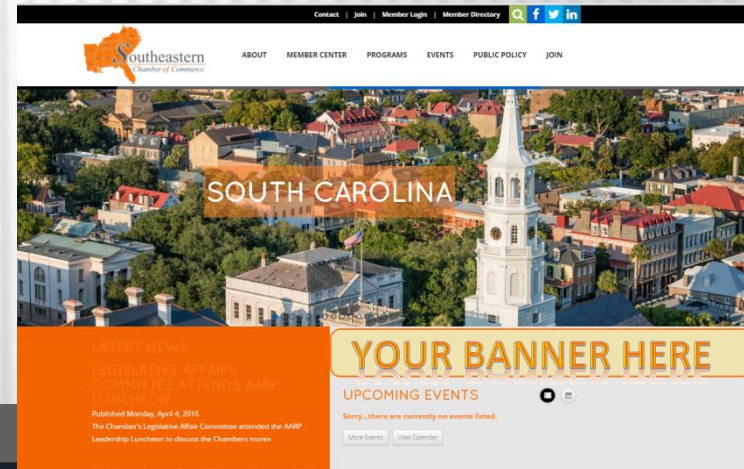 Contact | Join | Member Login | Member Directory
Southeastern
Chamber of Commerce
ABOUT MEMBER CENTER PROGRAMS EVENTS PUBLIC POLICY JOIN
SOUTH CAROLINA
LATEST NEWS
LEGISLATIVE AFFAIRS
COMMITTEE ATTENDS AARP
LUNCHEON
Published Monday, April 4, 2016
The Chamber's Legislative Affair Committee attended the AARP
Leadership Luncheon to discuss the Chambers more»
YOUR BANNER HERE
UPCOMING EVENTS
Sorry...there are currently no events listed.
More Events View Calendar